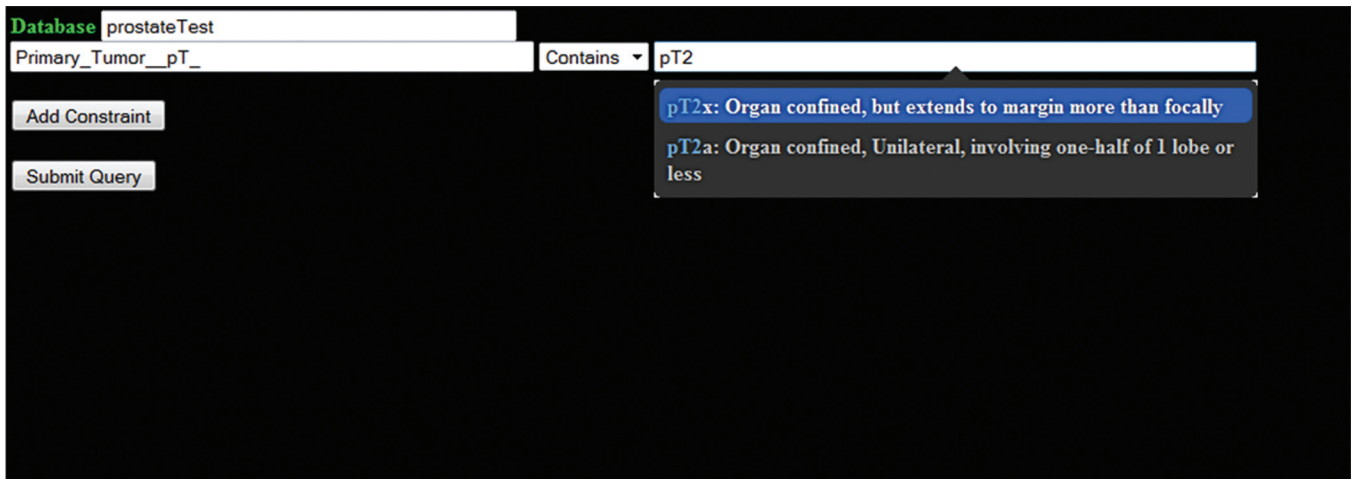 Database prostateTest
Primary_Tumor__pT_ Contains pT2
Add Constraint
pT2x: Organ confined, but extends to margin more than focally
pT2a: Organ confined, Unilateral, involving one-half of 1 lobe or
less
Submit Query